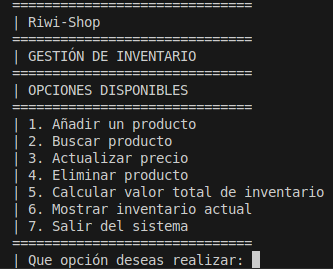 ==============================
| Riwi-Shop
==============================
| GESTIÓN DE INVENTARIO
==============================
| OPCIONES DISPONIBLES
==============================
| 1. Añadir un producto
| 2. Buscar producto
| 3. Actualizar precio
| 4. Eliminar producto
| 5. Calcular valor total de inventario
| 6. Mostrar inventario actual
| 7. Salir del sistema
==============================
| Que opción deseas realizar: